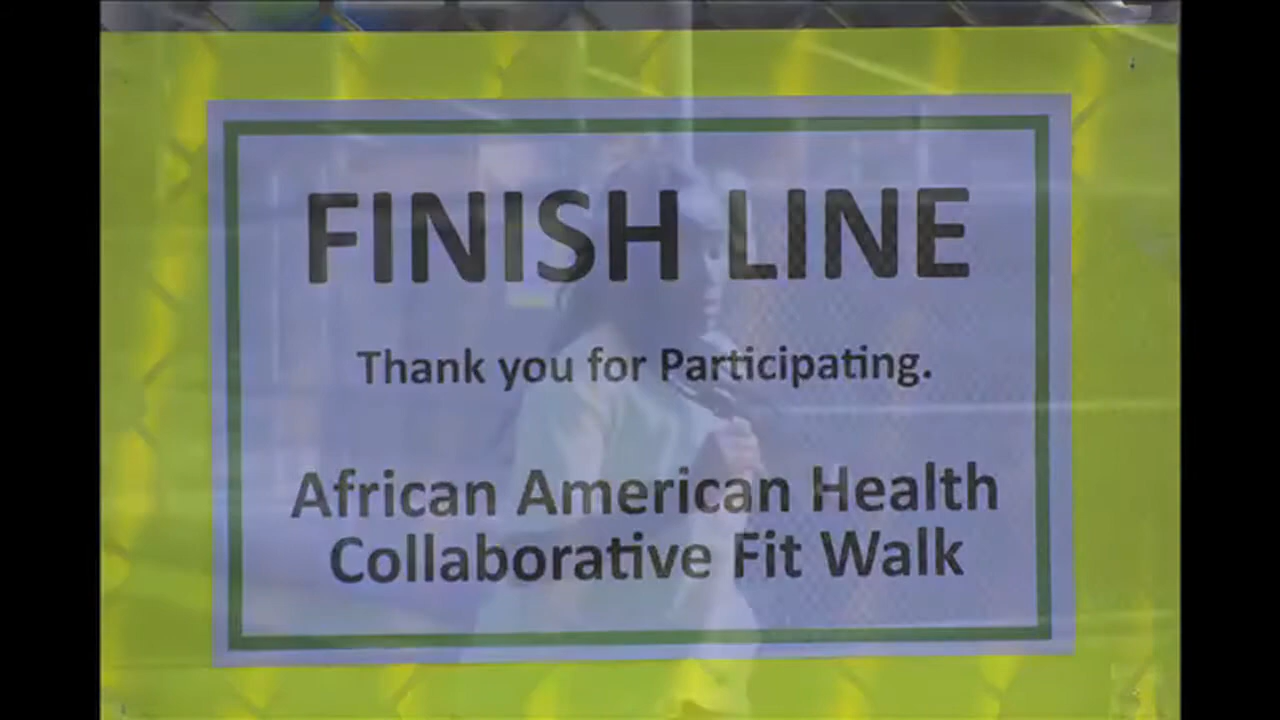 FINISH LINE
Thank you for Participating.
African American Health
Collaborative Fit Walk